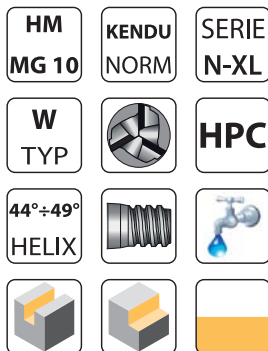 HM
MG 10
KENDU
NORM
SERIE
N-XL
W
TYP
HPC
44°÷49°
HELIX